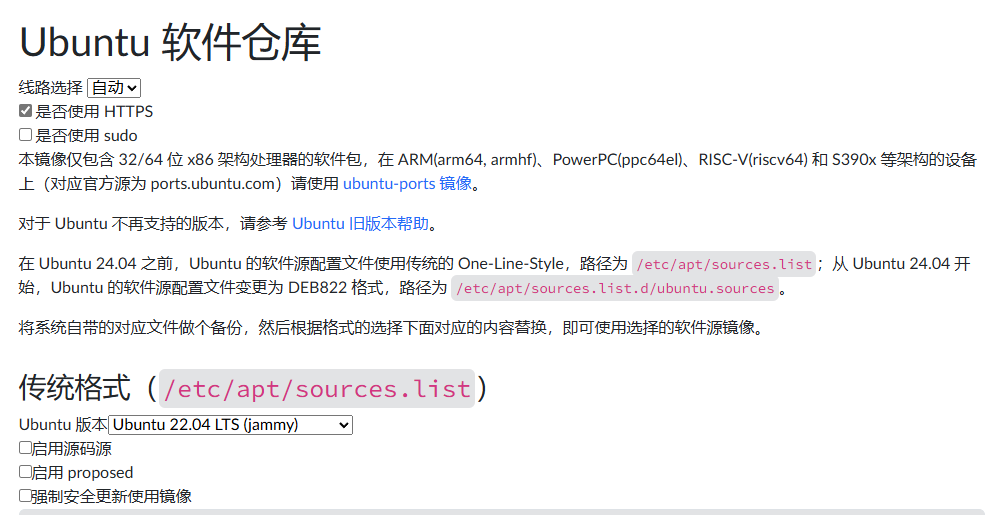 Ubuntu 软件仓库
线路选择 自动
是否使用 HTTPS
是否使用 sudo
本镜像仅包含 32/64 位 x86 架构处理器的软件包，在 ARM(arm64, armhf)、PowerPC(ppc64el)、RISC-V(riscv64) 和 S390x 等架构的设备
上（对应官方源为 ports.ubuntu.com）请使用 ubuntu-ports 镜像。
对于 Ubuntu 不再支持的版本，请参考 Ubuntu 旧版本帮助。
在 Ubuntu 24.04 之前，Ubuntu 的软件源配置文件使用传统的 One-Line-Style，路径为 /etc/apt/sources.list；从 Ubuntu 24.04 开
始，Ubuntu 的软件源配置文件变更为 DEB822 格式，路径为 /etc/apt/sources.list.d/ubuntu.sources。
将系统自带的对应文件做个备份，然后根据格式的选择下面对应的内容替换，即可使用选择的软件源镜像。
传统格式（/etc/apt/sources.list）
Ubuntu 版本 Ubuntu 22.04 LTS (jammy)
启用源码源
启用 proposed
强制安全更新使用镜像